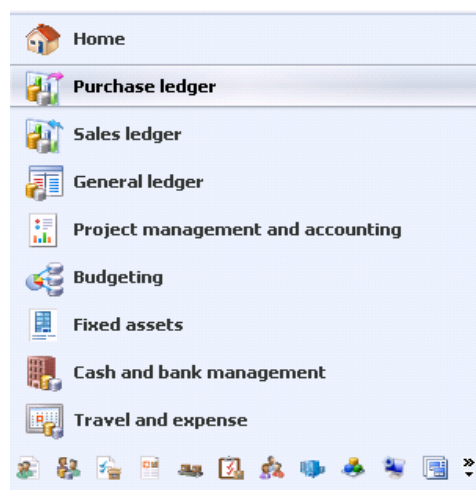 Home
Purchase ledger
Sales ledger
General ledger
Project management and accounting
Budgeting
Fixed assets
Cash and bank management
Travel and expense